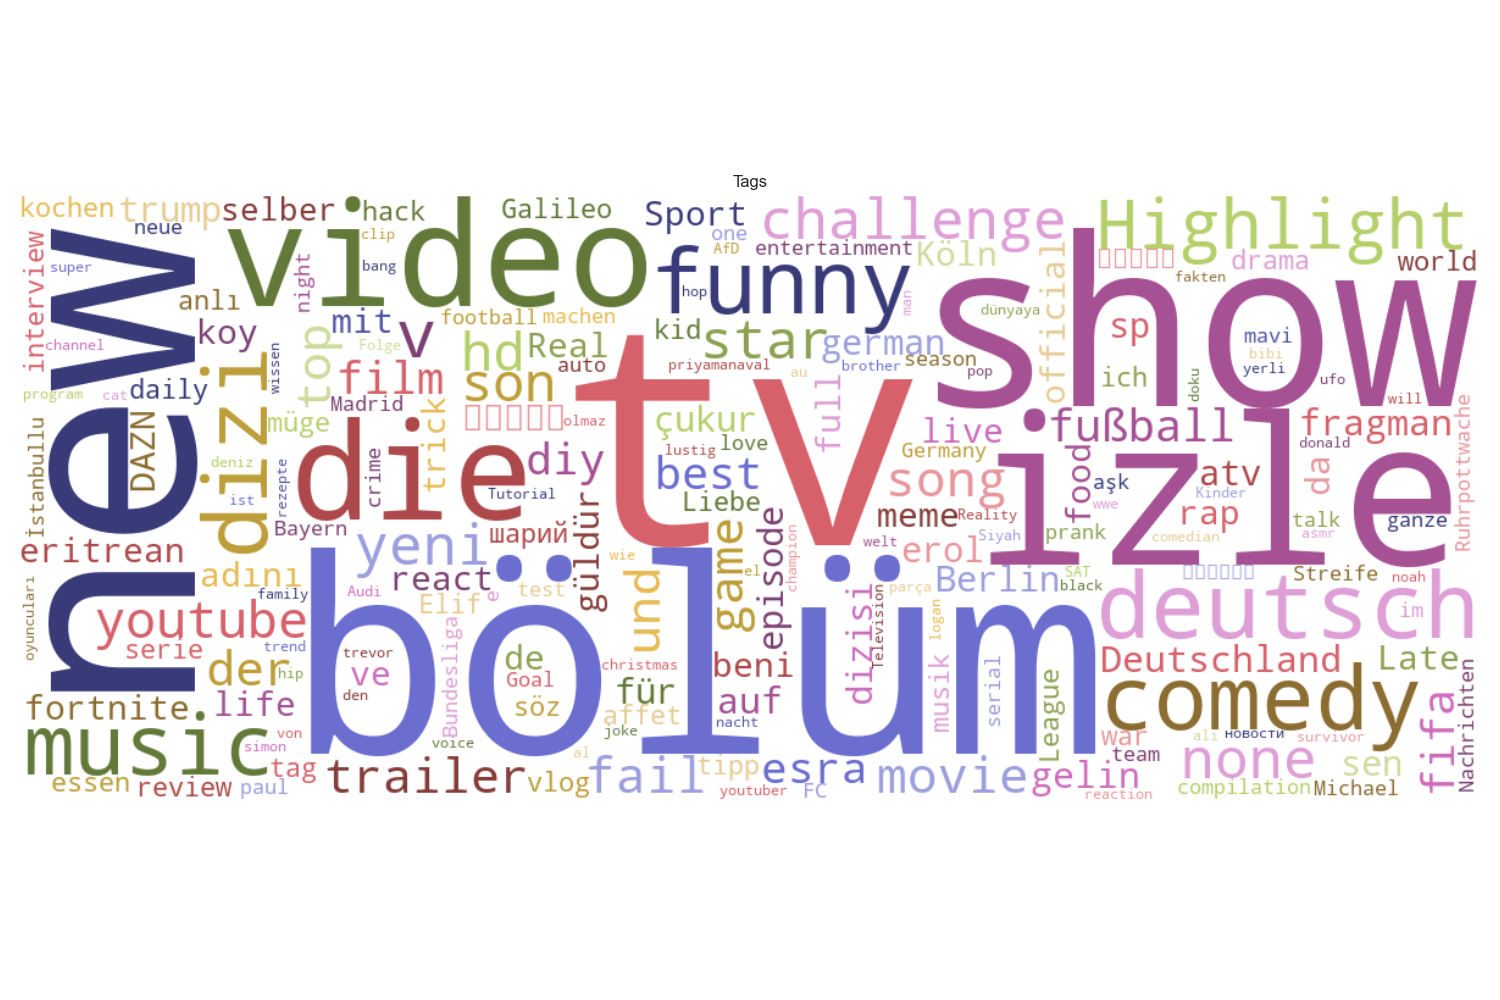 Tags
kochen
trump
selber
hack
Galileo
Sport
challenge
Highlight
neue
clip
one
AfD
entertainment
Köln
official
drama
world
interview
super
new
video
night
bang
funny
hop
man
show
fakten
anlı
koy
mit
v
football
machen
kid
star
german
dünyaya
sp
mavi
channel
dizi
wissen
top
Folge
film
hd
Real
auto
son
tv
priyamanaval
au
brother
season
pop
ich
doku
bibi
yerli
ufo
program
cat
daily
DAZN
müge
Madrid
trick
olmaz
çukur
full
live
fußball
will
fragman
donald
Ruhrpottwache
İstanbullu
deniz
rezepte
die
crime
diy
lustig
love
best
Germany
song
izle
food
aşk
atv
Kinder
da
ist
Tutorial
Liebe
wwe
rap
talk
ganze
Bayern
шарий
güldür
meme
Reality
Siyah
prank
comedian
asmr
eritrean
yeni
wie
game
episode
champion
welt
erol
adını
family
react
Audi
Elif
e
test
und
el
Berlin
SAT
black
Streife
noah
deutsch
im
oyuncuları
youtube
serie
trend
bölüm
parça
Television
logan
dizisi
der
hip
trevor
ve
den
Bundesliga
de
Goal
söz
christmas
beni
für
affet
auf
nacht
musik
serial
League
Deutschland
Late
fortnite
life
comedy
music
von
simon
voice
joke
al
war
team
ali
новости
survivor
none
sen
fifa
Nachrichten
essen
review
paul
tag
trailer
vlog
fail
tipp
youtuber
esra
FC
movie
gelin
reaction
compilation
Michael